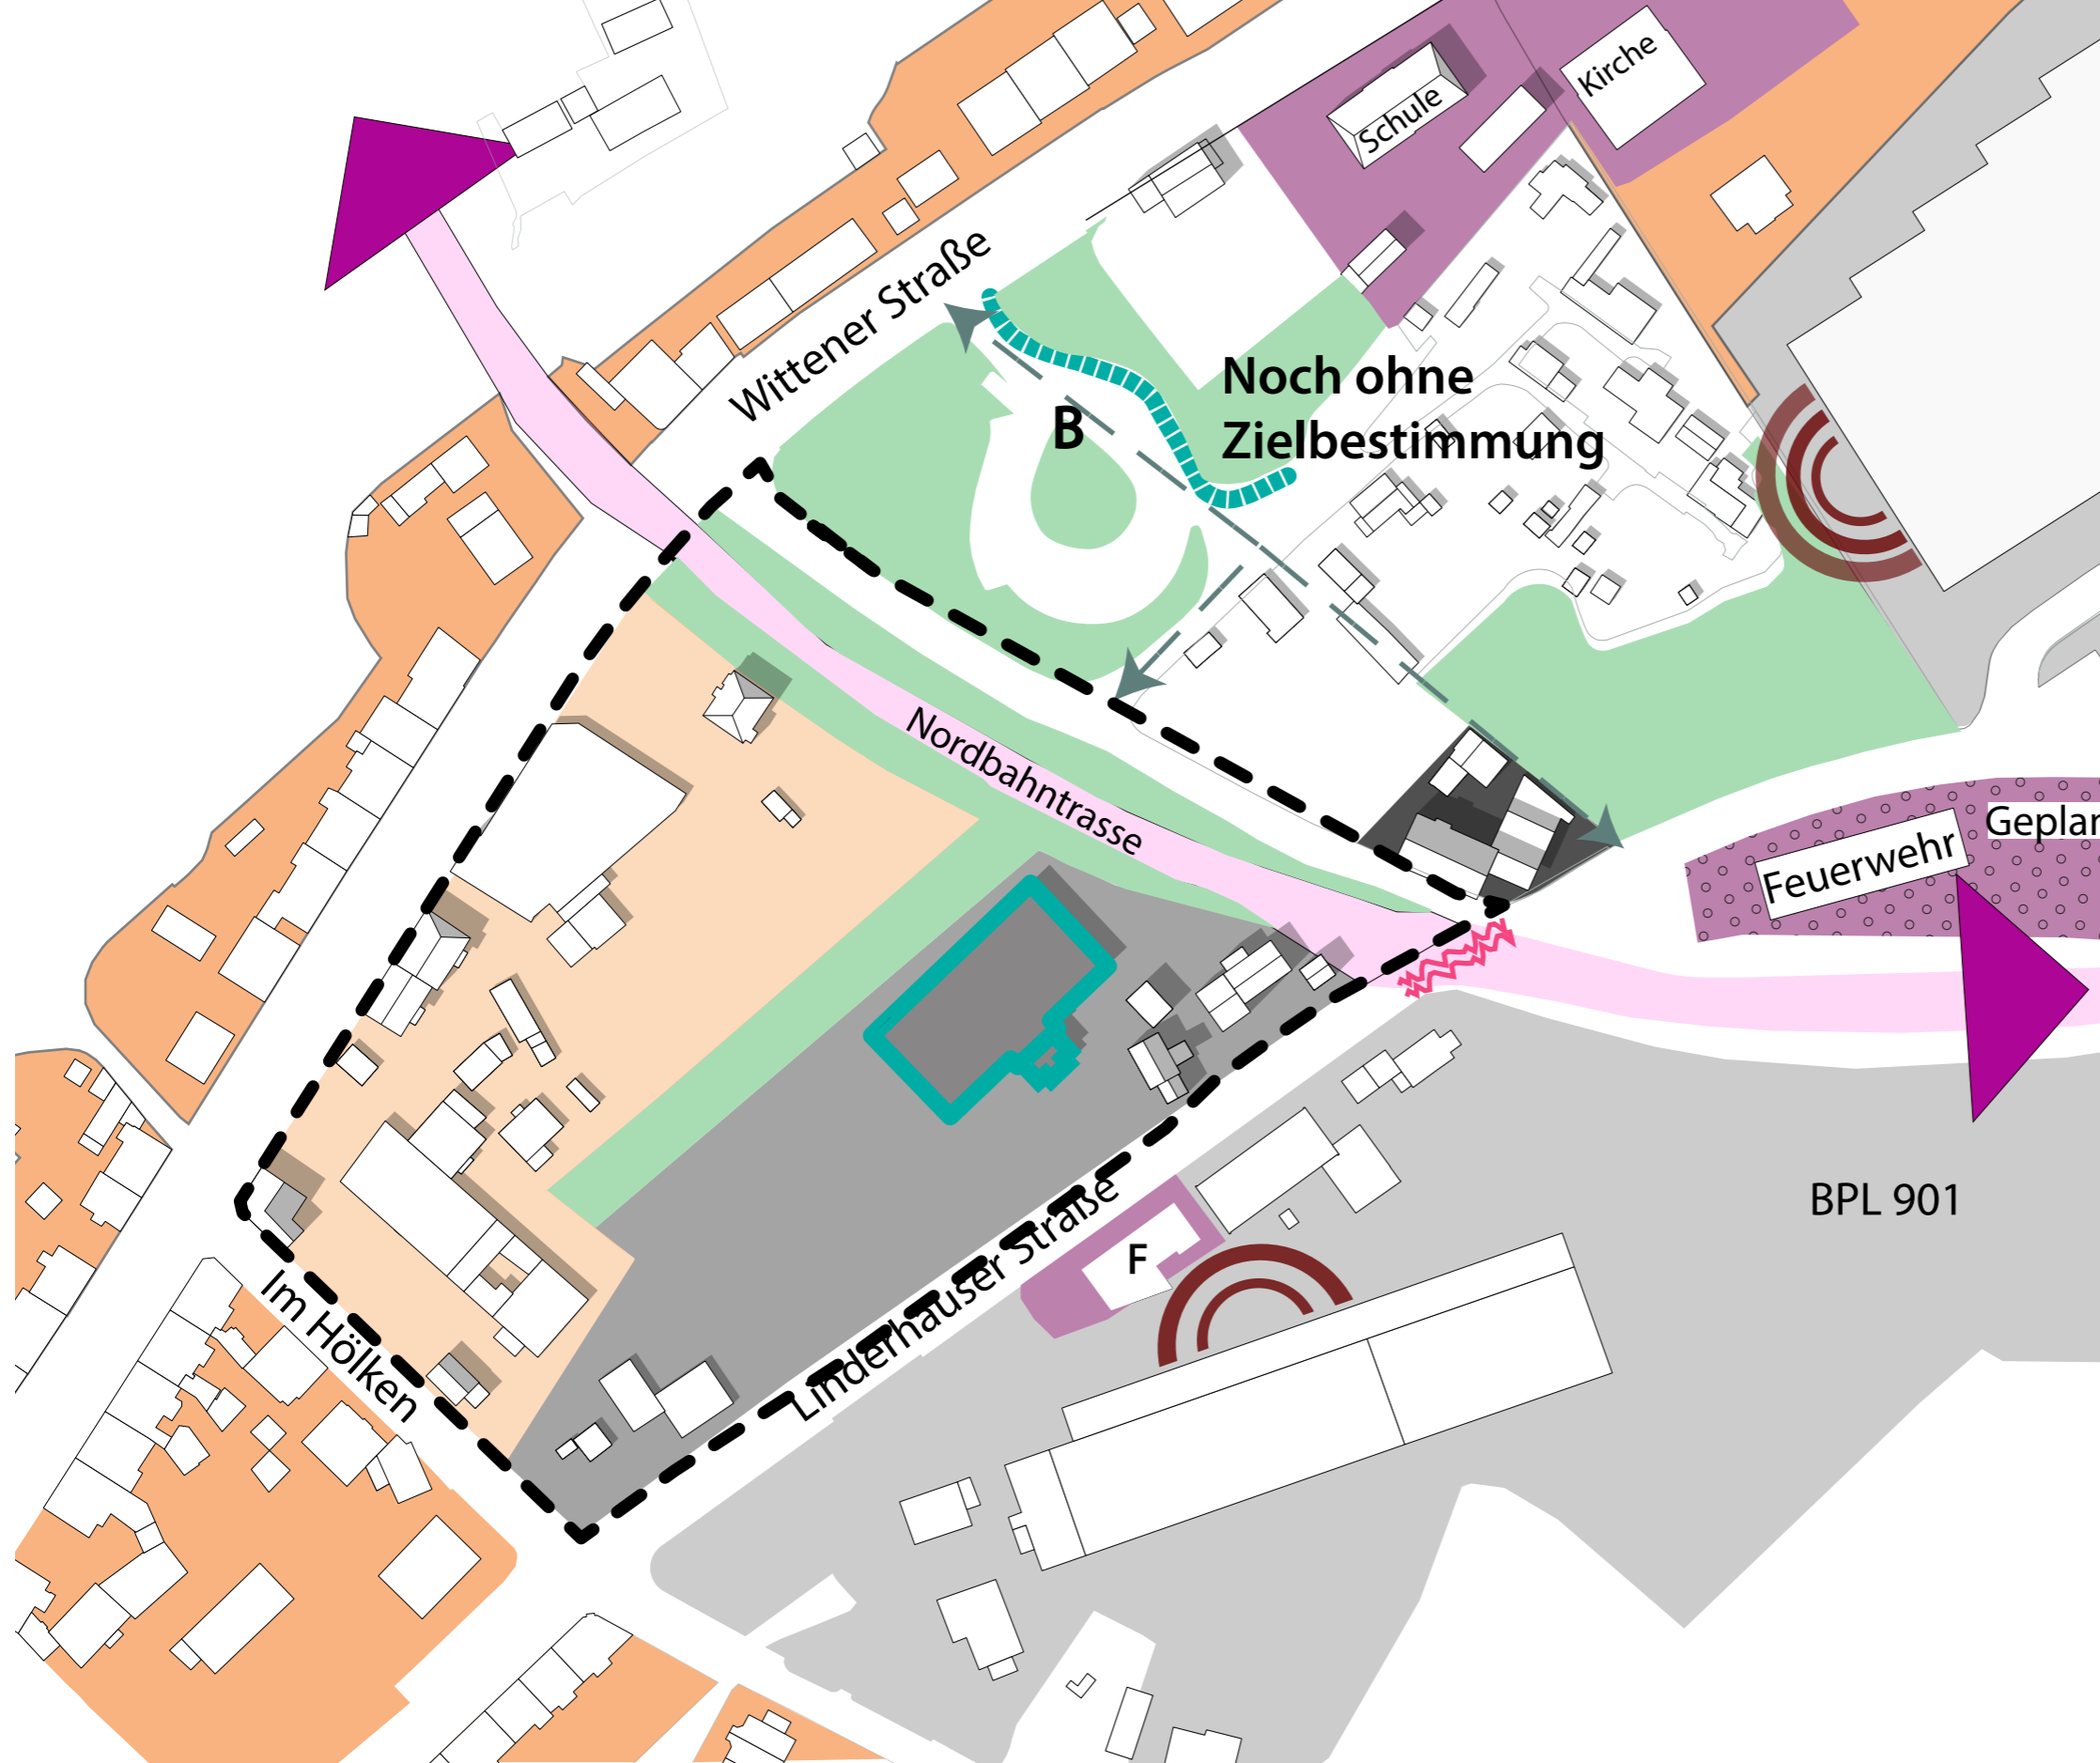 Kirche
Schule
Wittener Straße
Noch ohne
Zielbestimmung
B
Nordbahntrasse
Geplan
Feuerwehr
BPL 901
Linderhauser Straße
F
Im Hölken